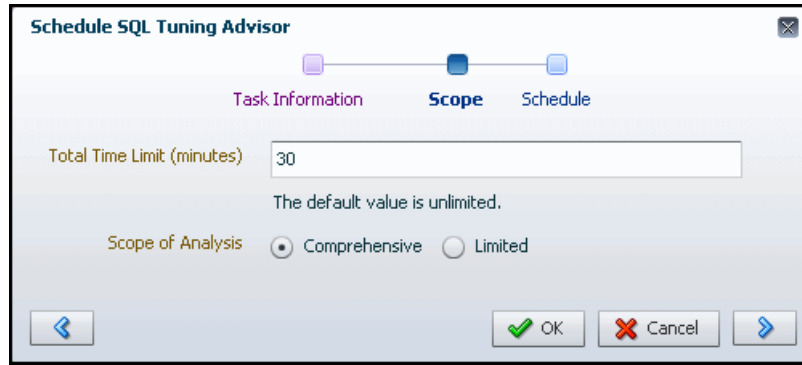 Schedule SQL Tuning Advisor
Task Information Scope Schedule
Total Time Limit (minutes) 30
The default value is unlimited.
Scope of Analysis Comprehensive Limited
OK Cancel